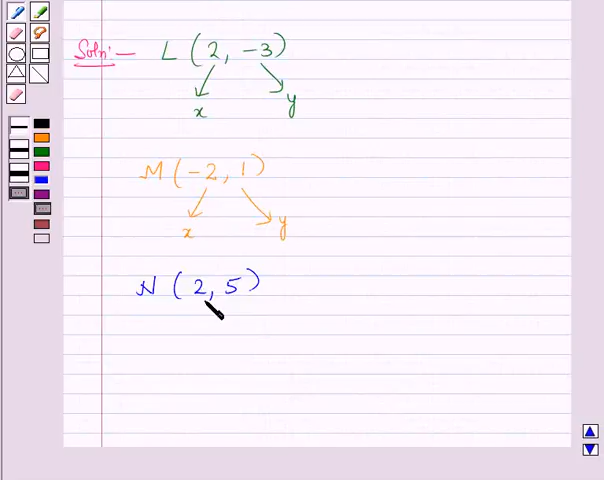 Soln:- L (2, -3)
x y
M (-2, 1)
x y
N (2, 5)